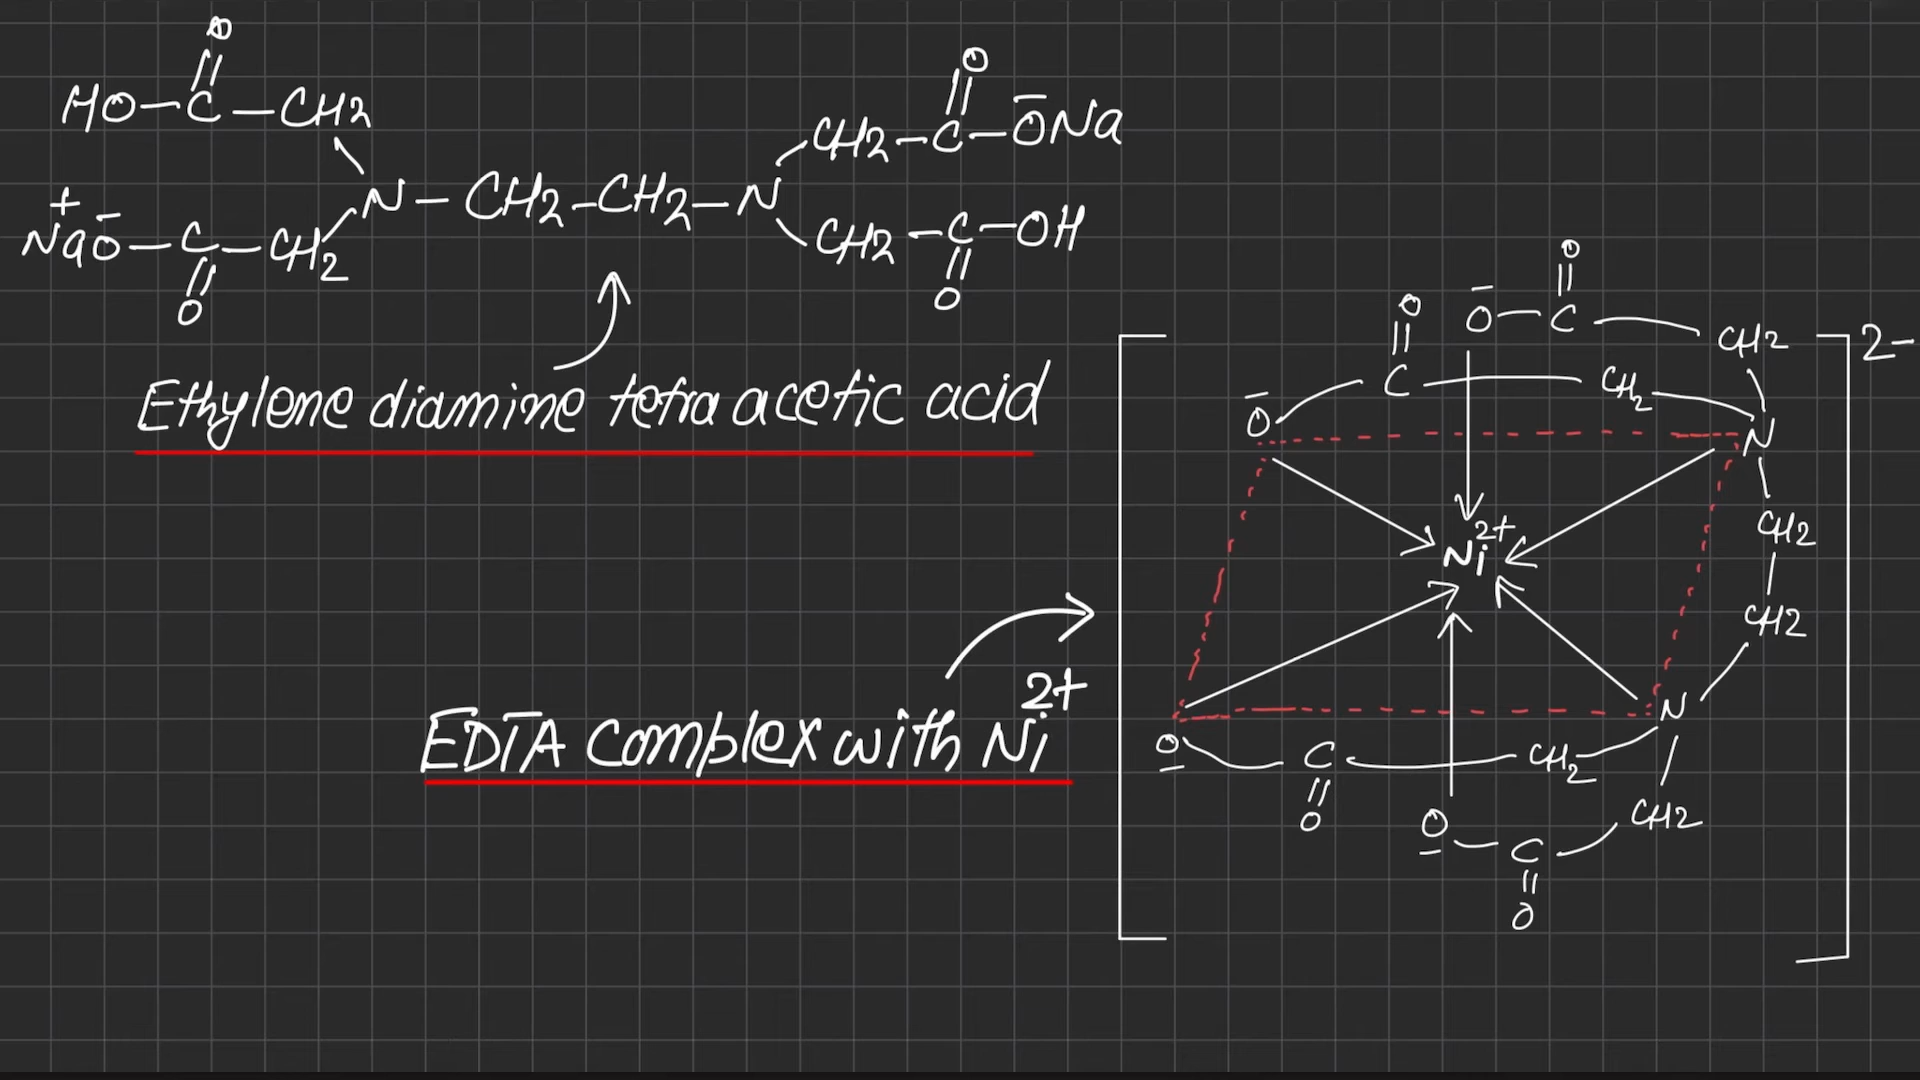 O
HO-C-CH2
N-CH2-CH2-N
+
NaO⁻-C-CH2
O
O
CH2-C-O⁻Na
CH2-C-OH
O
Ethylene diamine tetra acetic acid
EDTA complex with Ni2+
2-
O
O⁻-C-CH2
O
O⁻ C CH2 N
CH2
CH2
Ni2+
N
O⁻ C CH2
O
O⁻-C CH2
O